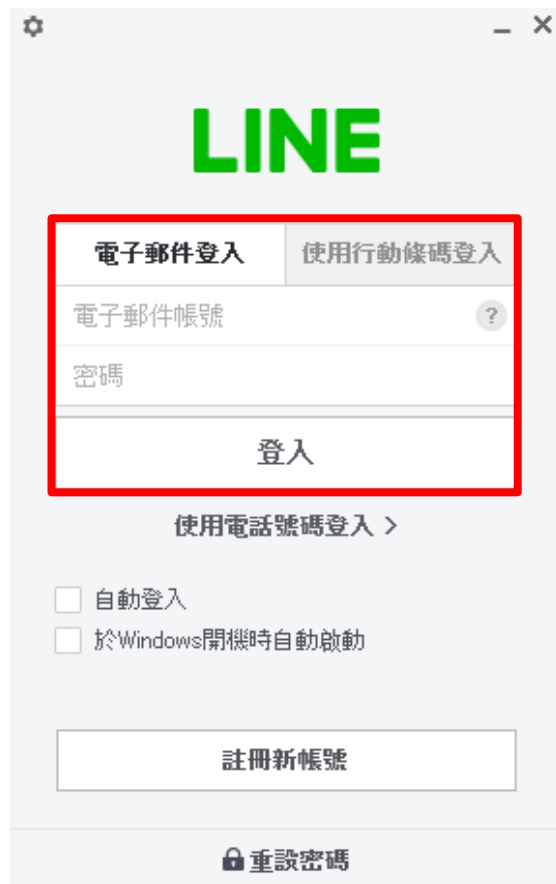 LINE
電子郵件登入 使用行動條碼登入
電子郵件帳號 ?
密碼
登入
使用電話號碼登入 >
自動登入
於Windows開機時自動啟動
註冊新帳號
重設密碼